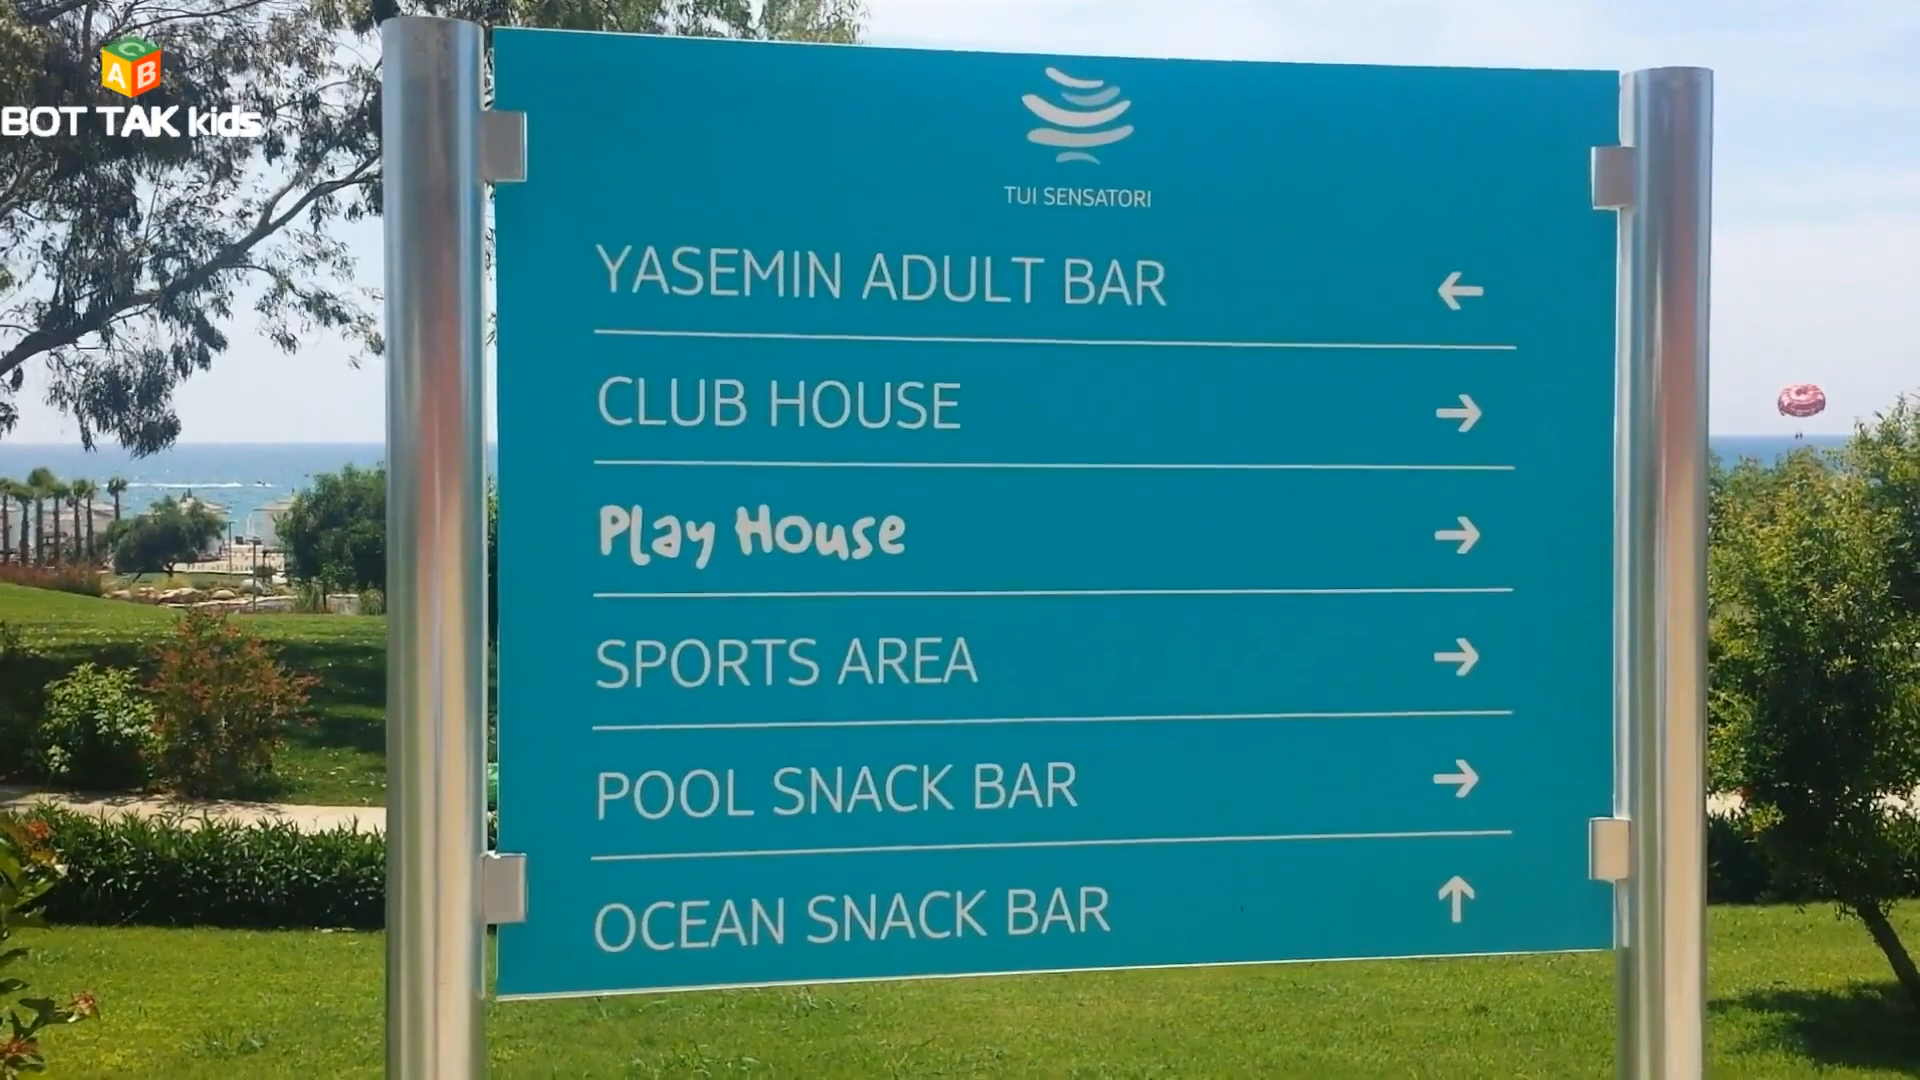 C
A B
BOT TAK kids
TUI SENSATORI
YASEMIN ADULT BAR ←
CLUB HOUSE →
Play House →
SPORTS AREA →
POOL SNACK BAR →
OCEAN SNACK BAR ↑